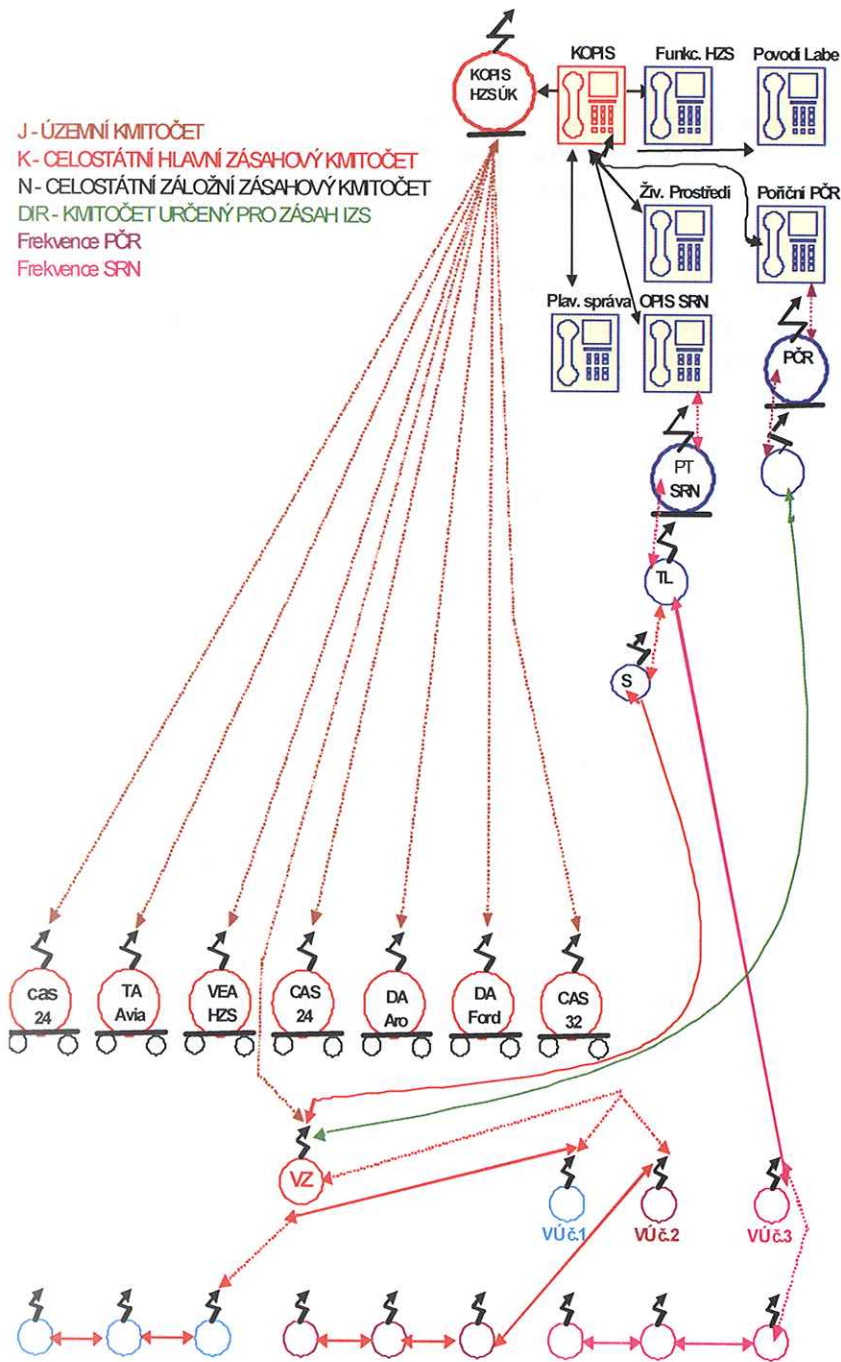 KOPIS
Funkc. HZS
Povodí Labe
KOPIS
HZS ÚK
J - ÚZEMNÍ KMITOČET
K - CELOSTÁTNÍ HLAVNÍ ZÁSAHOVÝ KMITOČET
N - CELOSTÁTNÍ ZÁLOŽNÍ ZÁSAHOVÝ KMITOČET
DIR - KMITOČET URČENÝ PRO ZÁSAH IZS
Frekvence PČR
Frekvence SRN
Živ. Prostředí
Poříční PČR
Plav. správa
OPIS SRN
PČR
PT
SRN
TL
S
cas
24
TA
Avia
VEA
HZS
CAS
24
DA
Aro
DA
Ford
CAS
32
VZ
VÚč.1
VÚč.2
VÚč.3